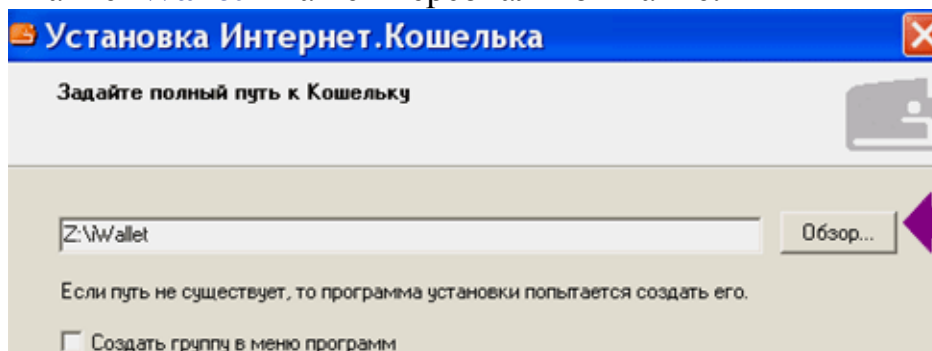 Установка Интернет.Кошелька
Задайте полный путь к Кошельку
Z:\iWallet
Обзор...
Если путь не существует, то программа установки попытается создать его.
Создать группу в меню программ